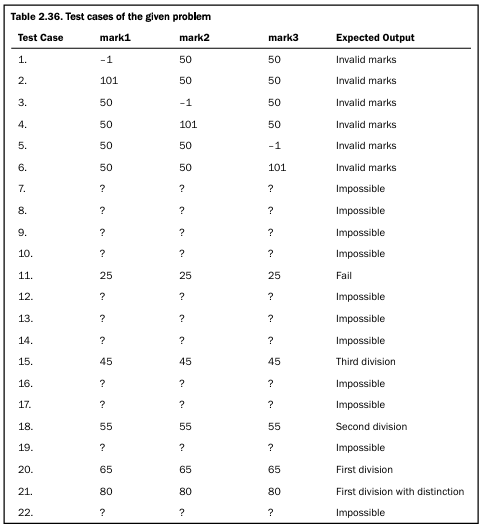 Table 2.36. Test cases of the given problem
Test Case mark1 mark2 mark3 Expected Output
1. –1 50 50 Invalid marks
2. 101 50 50 Invalid marks
3. 50 –1 50 Invalid marks
4. 50 101 50 Invalid marks
5. 50 50 –1 Invalid marks
6. 50 50 101 Invalid marks
7. ? ? ? Impossible
8. ? ? ? Impossible
9. ? ? ? Impossible
10. ? ? ? Impossible
11. 25 25 25 Fail
12. ? ? ? Impossible
13. ? ? ? Impossible
14. ? ? ? Impossible
15. 45 45 45 Third division
16. ? ? ? Impossible
17. ? ? ? Impossible
18. 55 55 55 Second division
19. ? ? ? Impossible
20. 65 65 65 First division
21. 80 80 80 First division with distinction
22. ? ? ? Impossible